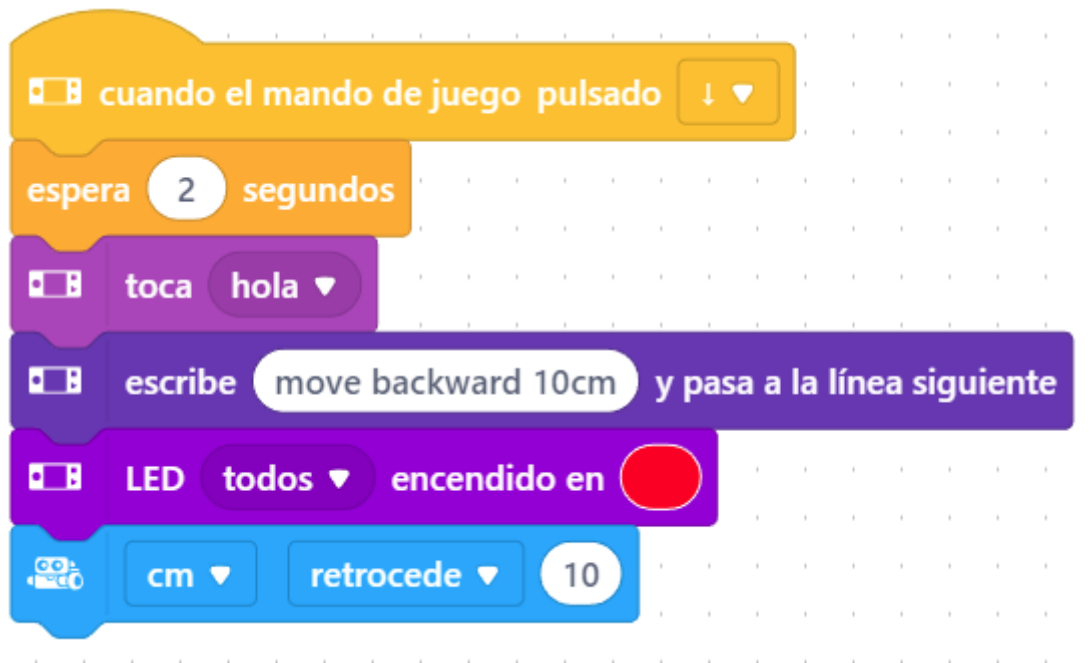 cuando el mando de juego pulsado ↓
espera 2 segundos
toca hola
escribe move backward 10cm y pasa a la línea siguiente
LED todos encendido en
cm retrocede 10